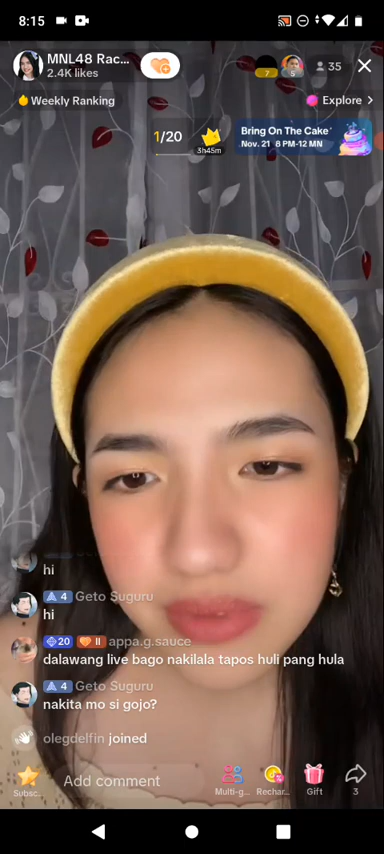 8:15
MNL48 Rac...
2.4K likes
7
5
35
Weekly Ranking
Explore >
1/20
3h45m
Bring On The Cake
Nov. 21 8 PM-12 MN
hi
4 Geto Suguru
hi
20 II appa.g.sauce
dalawang live bago nakilala tapos huli pang hula
4 Geto Suguru
nakita mo si gojo?
olegdelfin joined
Add comment
Subsc...
Multi-g...
Rechar...
Gift
3